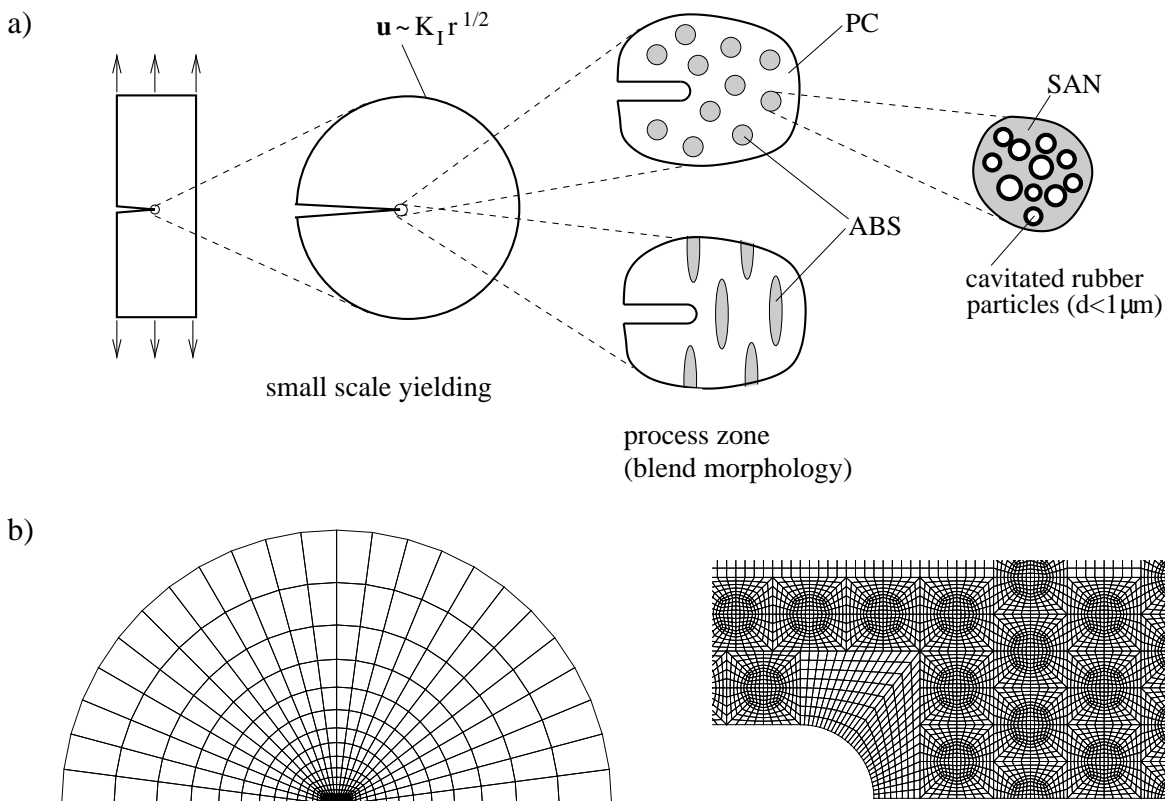 a)
u ~ K_I r^{1/2}
PC
SAN
ABS
cavitated rubber
particles (d<1μm)
small scale yielding
process zone
(blend morphology)
b)